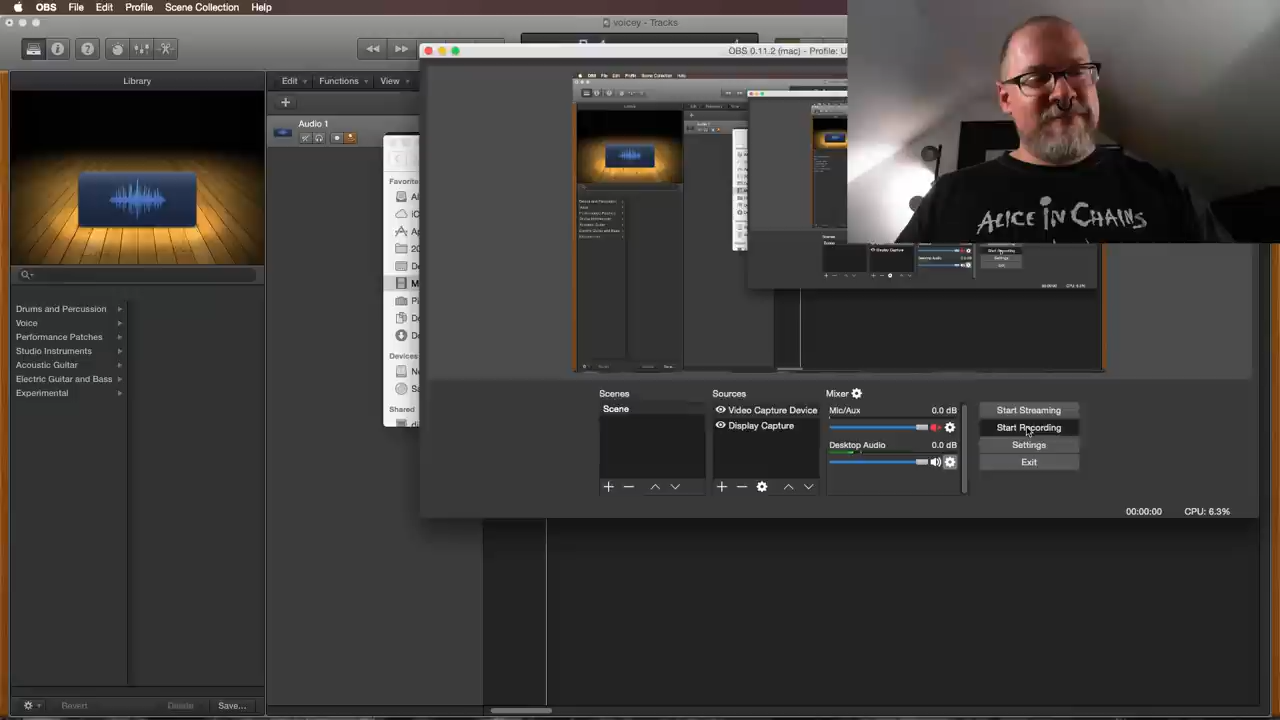 OBS File Edit Profile Scene Collection Help
voicey - Tracks
Library
Edit Functions View
Audio 1
OBS 0.11.2 (mac) - Profile: U
ALICE IN CHAINS
Favorite
Devices
Shared
Drums and Percussion
Voice
Performance Patches
Studio Instruments
Acoustic Guitar
Electric Guitar and Bass
Experimental
Scenes
Scene
Sources
Video Capture Device
Display Capture
Mixer
Mic/Aux 0.0 dB
Desktop Audio 0.0 dB
Start Streaming
Start Recording
Settings
Exit
00:00:00 CPU: 6.3%
Revert Delete Save...